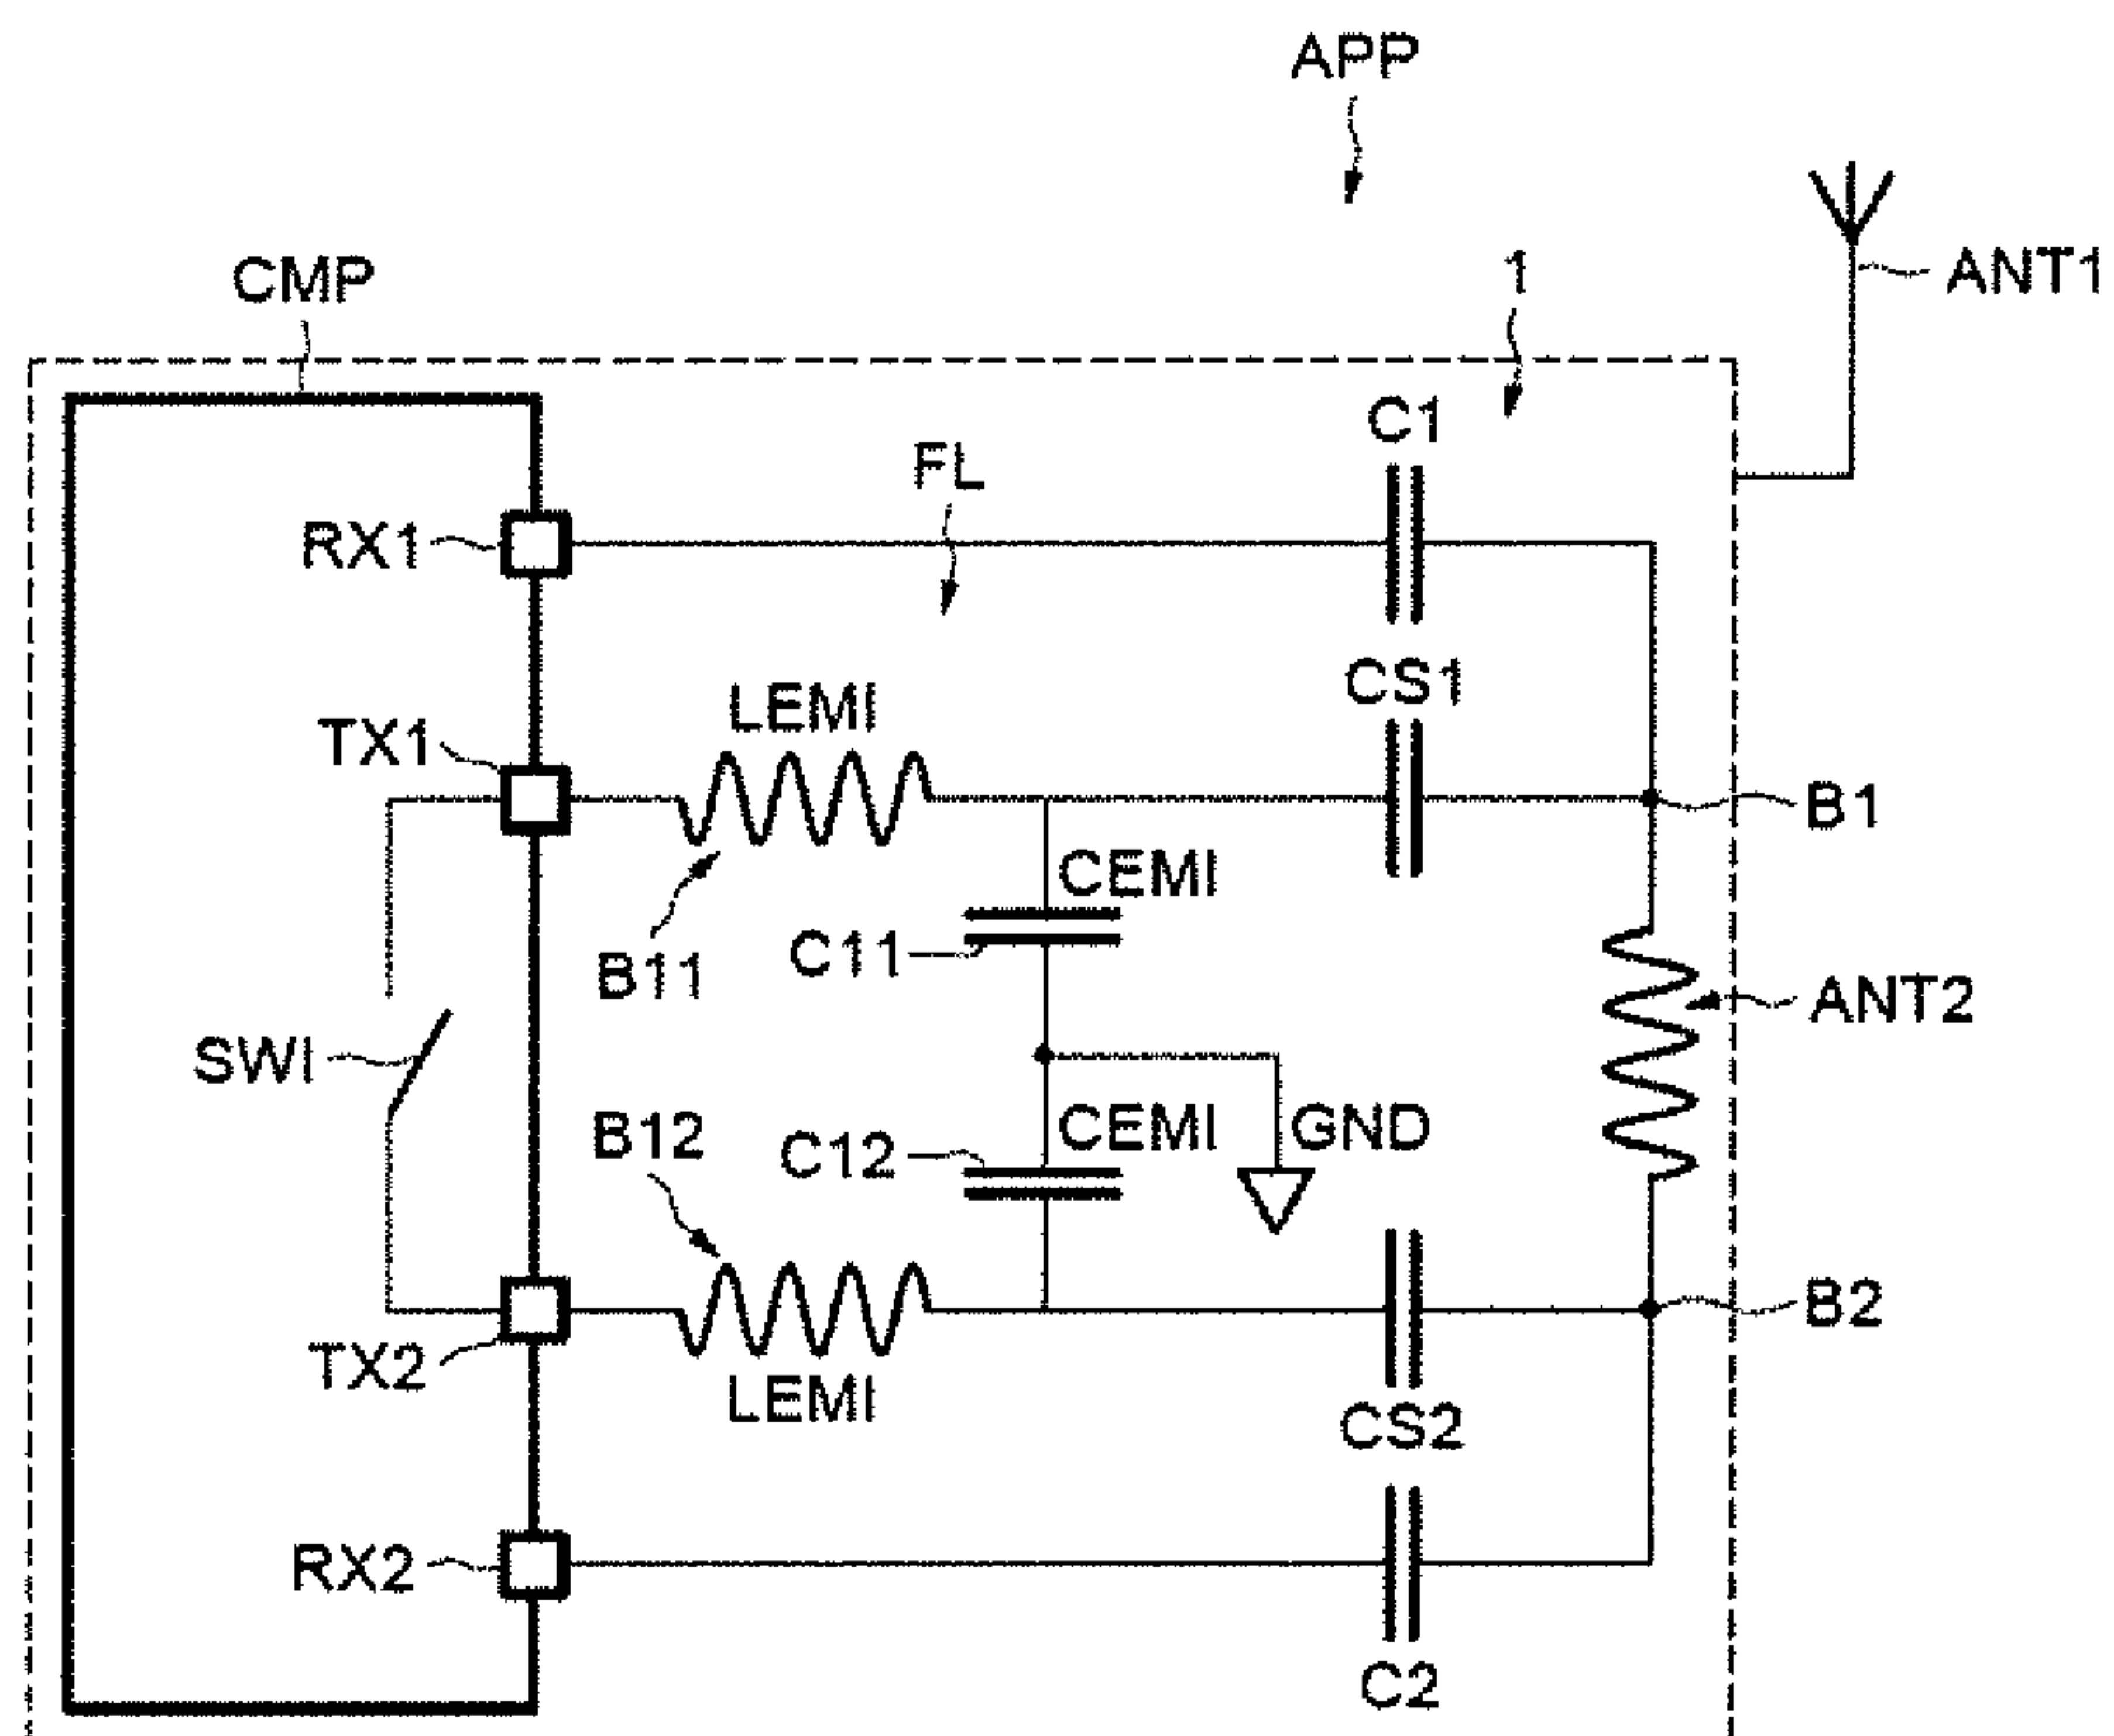 APP
ANT1
1
CMP
C1
FL
RX1
CS1
LEMI
TX1
B1
CEMI
C11
B11
ANT2
SWI
B12
CEMI
GND
C12
B2
TX2
LEMI
CS2
RX2
C2